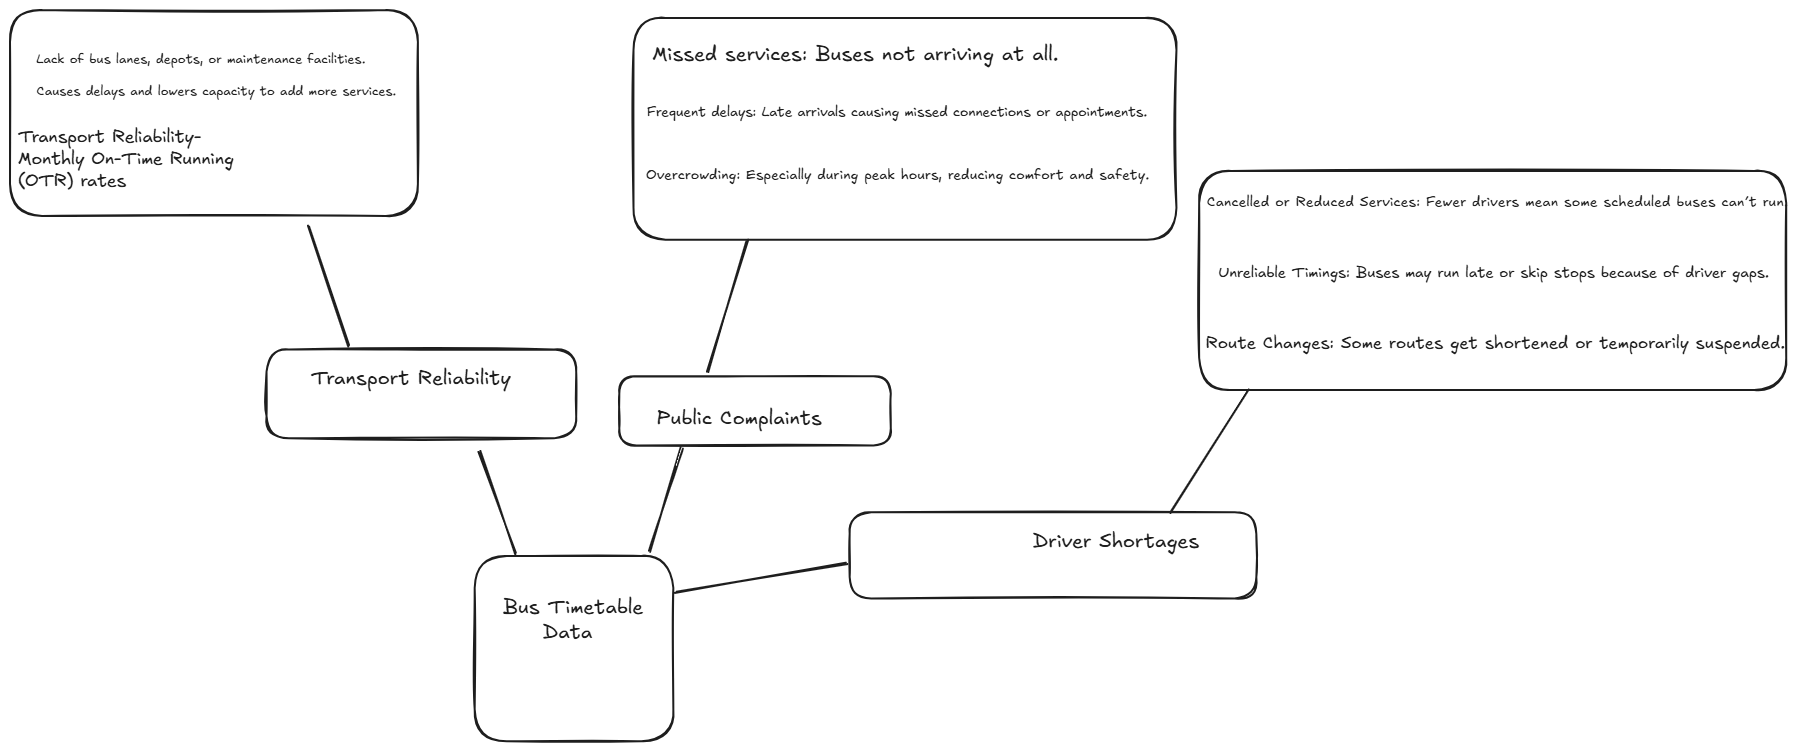 Lack of bus lanes, depots, or maintenance facilities.
Causes delays and lowers capacity to add more services.
Transport Reliability-
Monthly On-Time Running
(OTR) rates
Missed services: Buses not arriving at all.
Frequent delays: Late arrivals causing missed connections or appointments.
Overcrowding: Especially during peak hours, reducing comfort and safety.
Cancelled or Reduced Services: Fewer drivers mean some scheduled buses can't run
Unreliable Timings: Buses may run late or skip stops because of driver gaps.
Route Changes: Some routes get shortened or temporarily suspended.
Transport Reliability
Public Complaints
Driver Shortages
Bus Timetable
Data